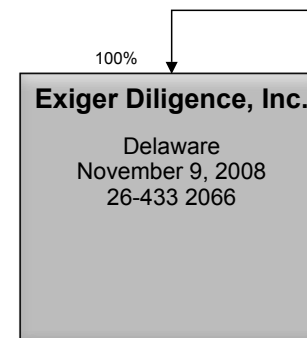 100%
Exiger Diligence, Inc.
Delaware
November 9, 2008
26-433 2066